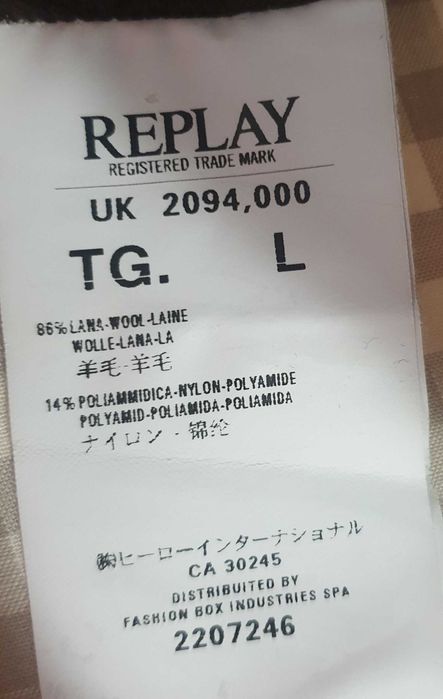 REPLAY
REGISTERED TRADE MARK
UK 2094,000
TG. L
86% LANA-WOOL-LAINE
WOLLE-LANA-LA
羊毛-羊毛
14% POLIAMMIDICA-NYLON-POLYAMIDE
POLYAMID-POLIAMIDA-POLIAMIDA
ナイロン - 锦纶
㈱ヒーローインターナショナル
CA 30245
DISTRIBUITED BY
FASHION BOX INDUSTRIES SPA
2207246